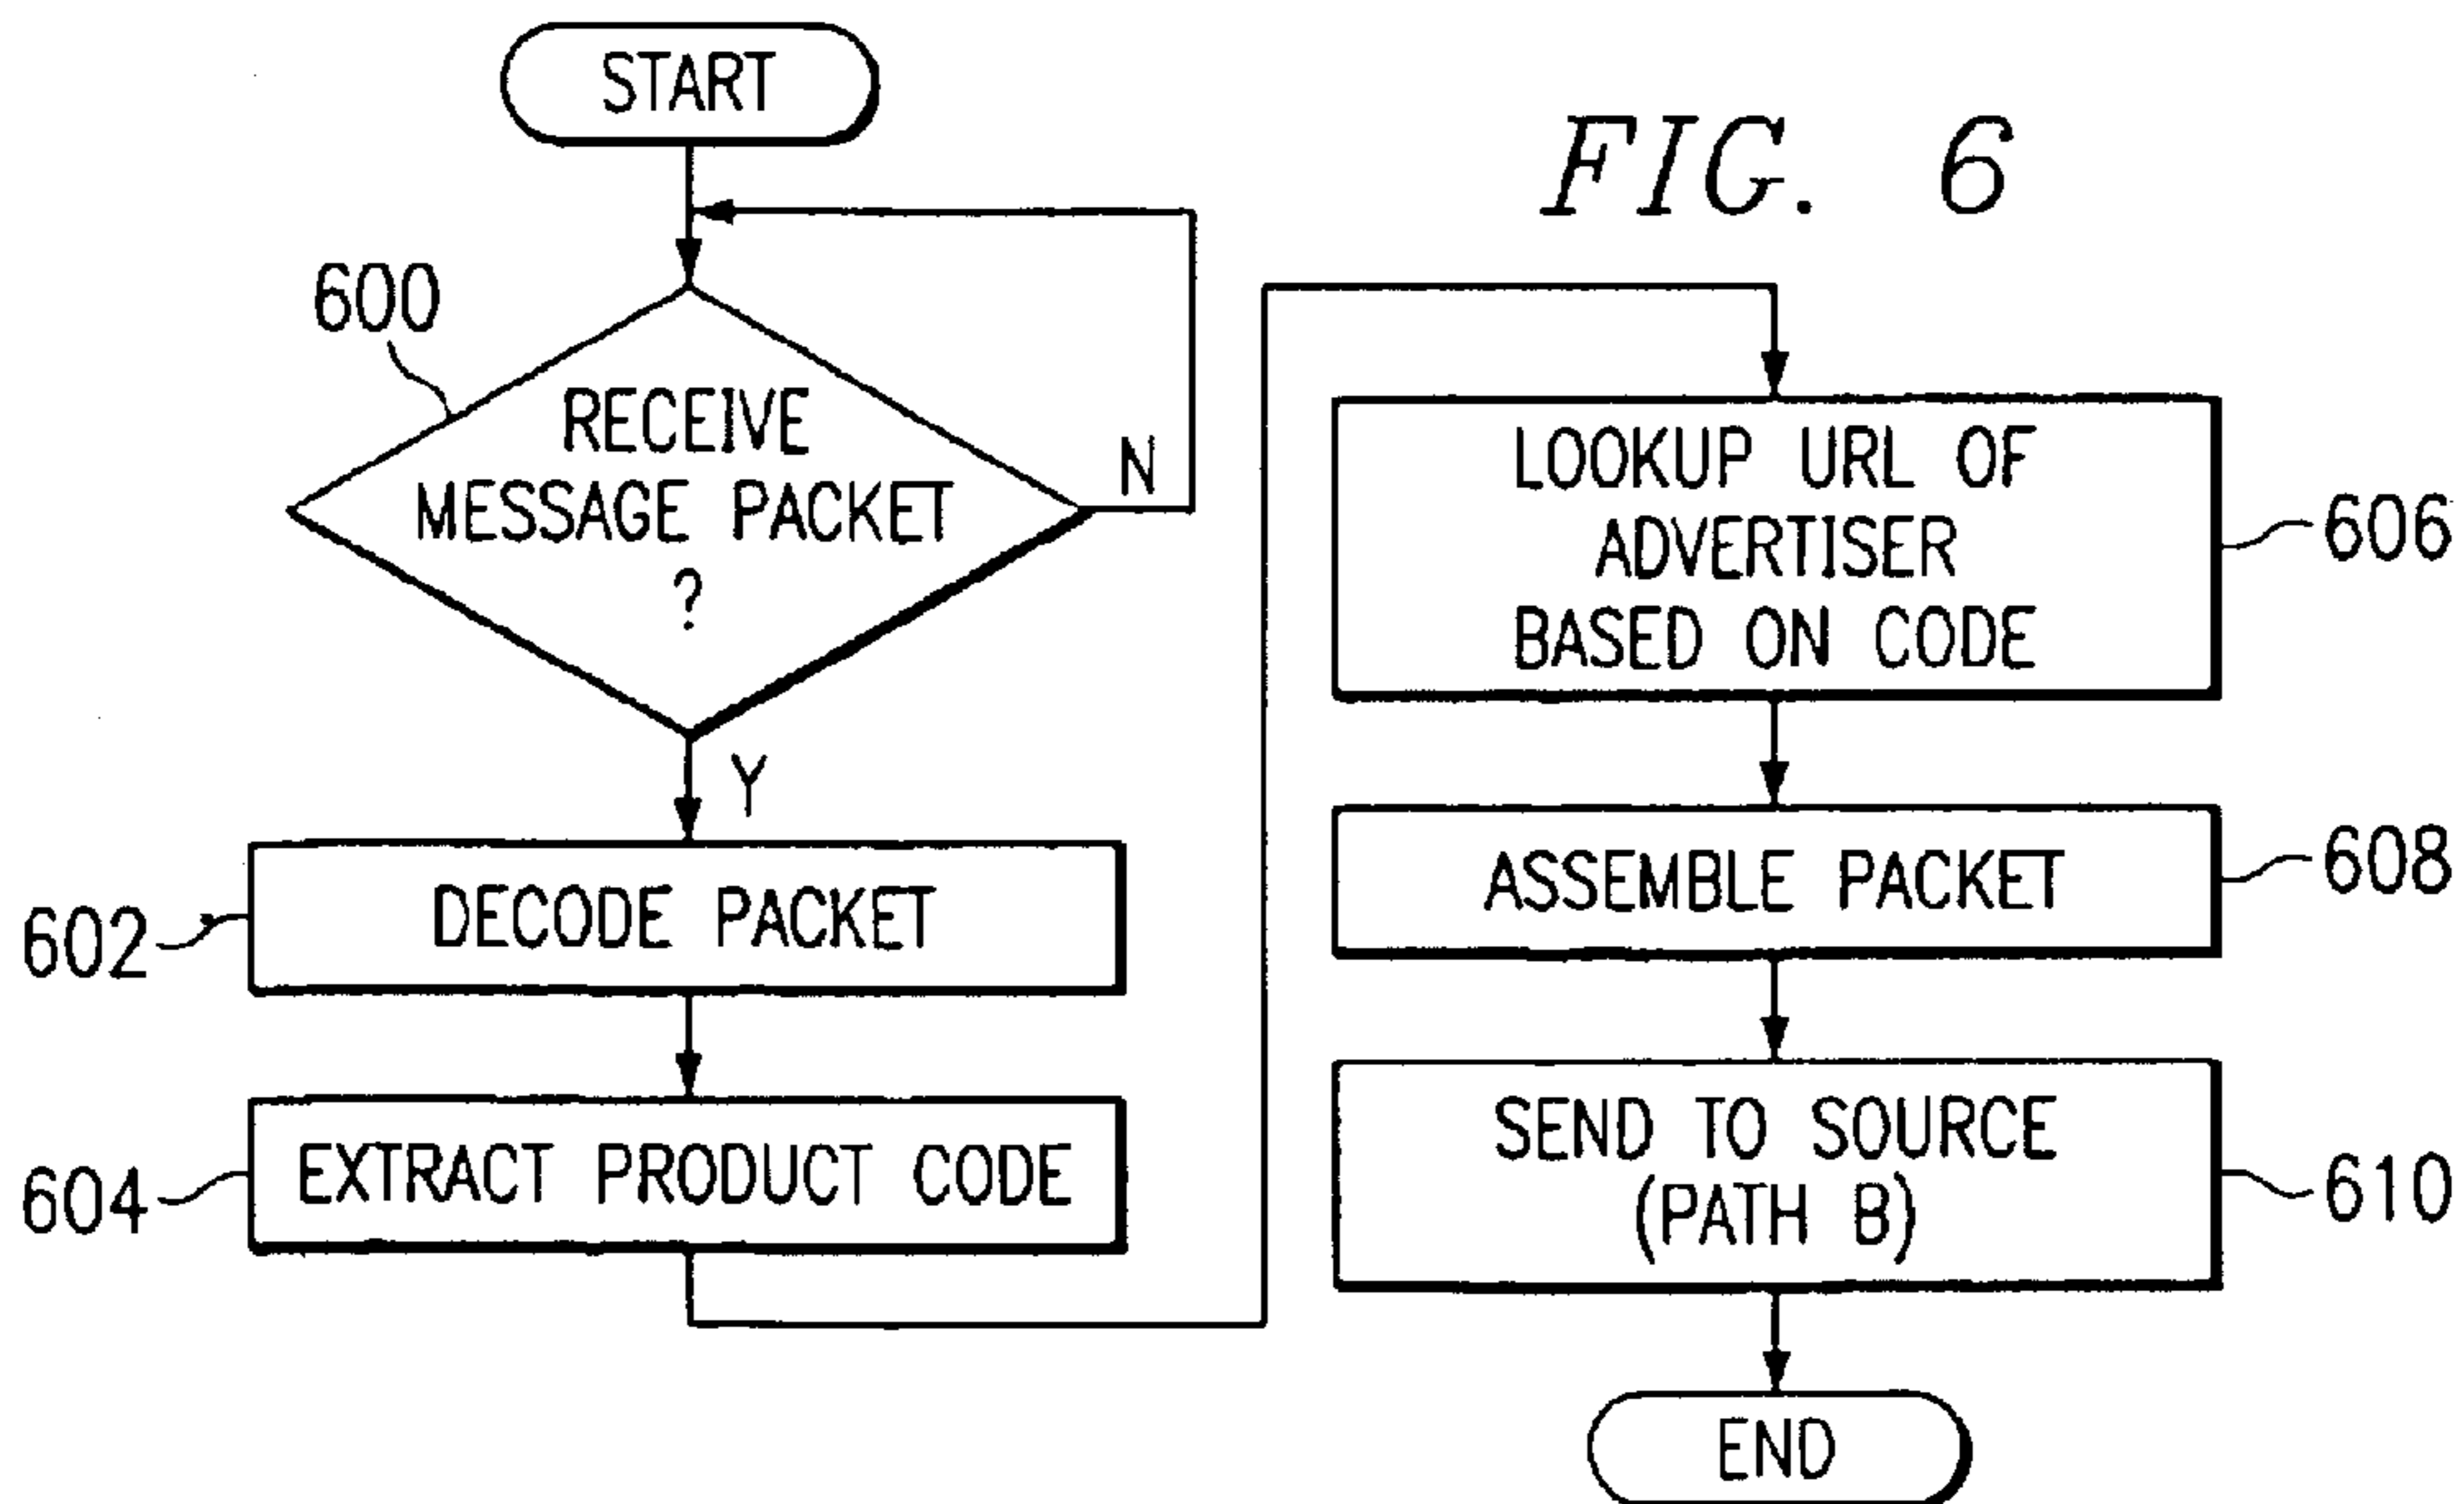 START
FIG. 6
600
RECEIVE
MESSAGE PACKET
?
N
Y
602
DECODE PACKET
604
EXTRACT PRODUCT CODE
LOOKUP URL OF
ADVERTISER
BASED ON CODE
606
ASSEMBLE PACKET
608
SEND TO SOURCE
(PATH B)
610
END